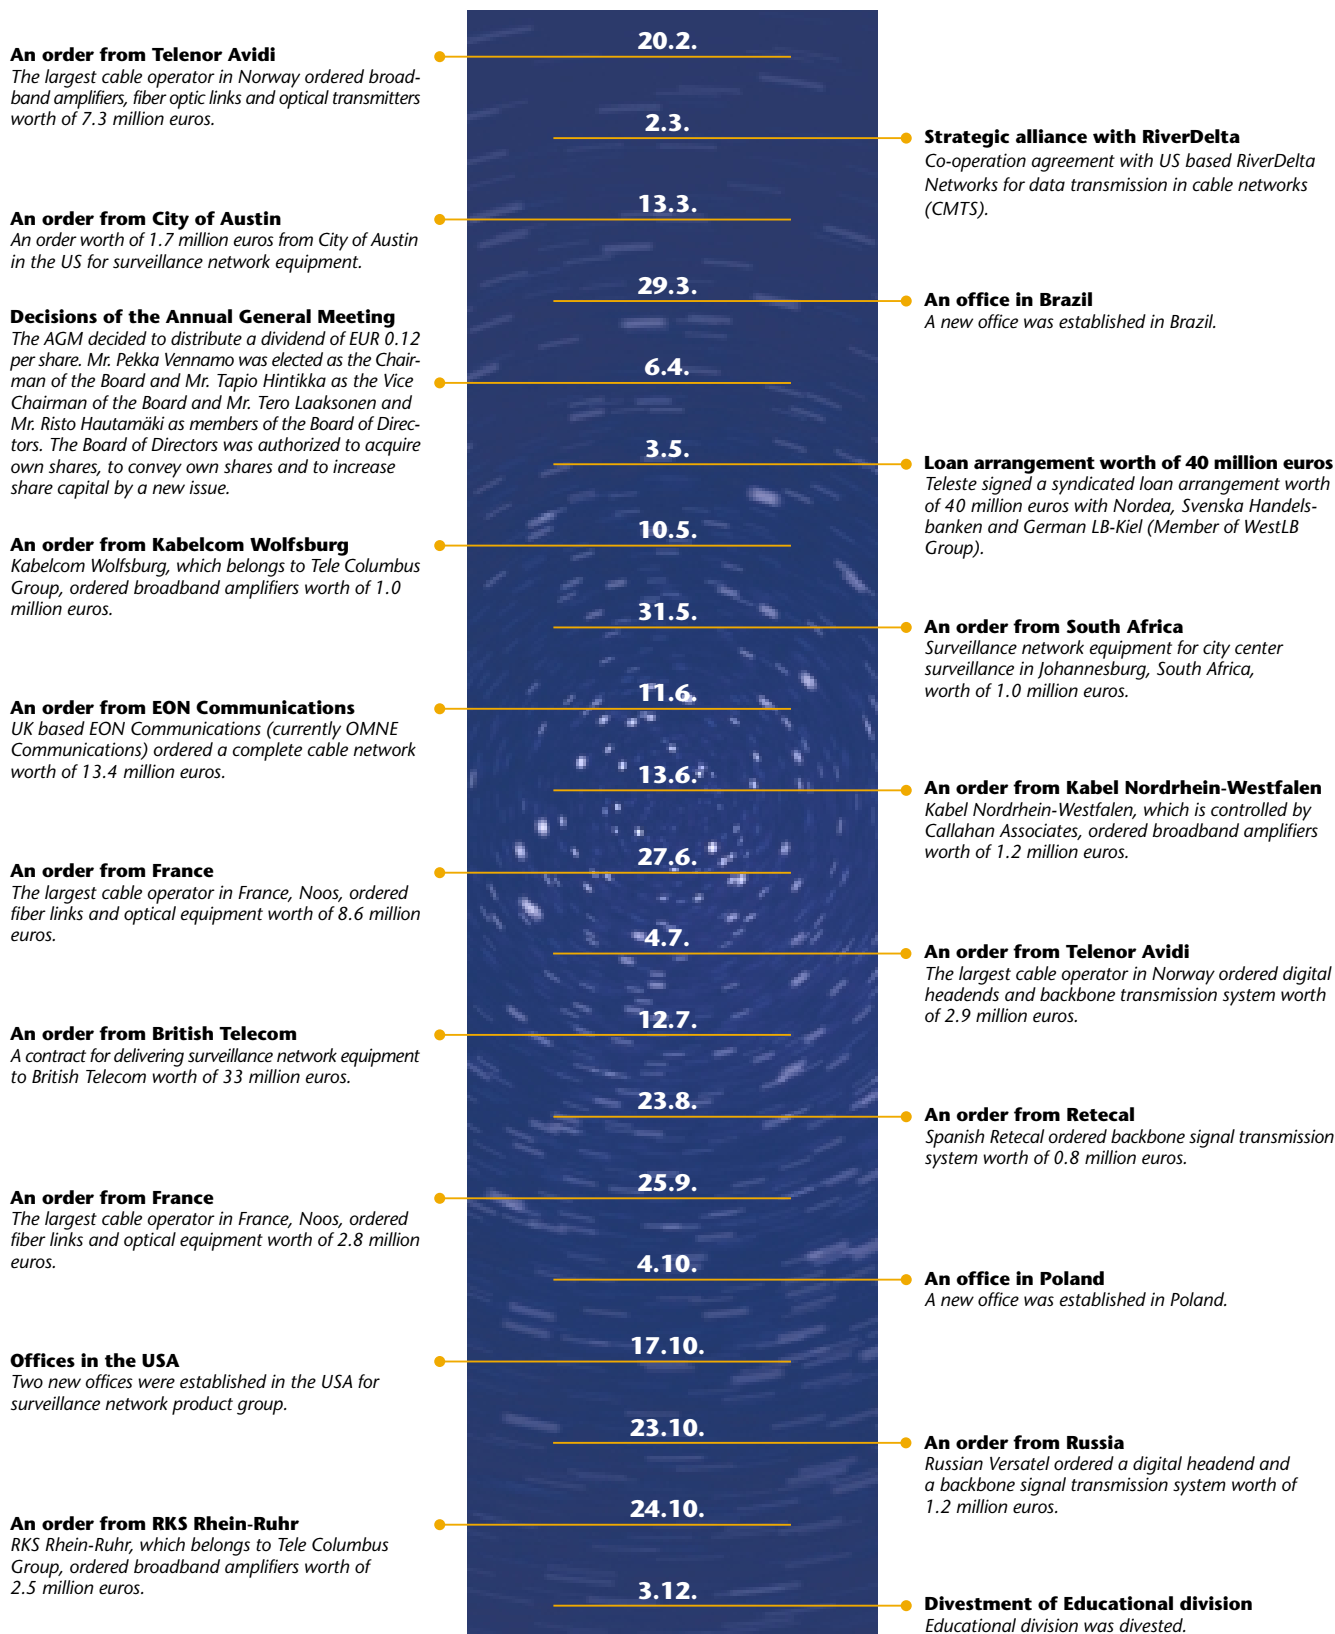 20.2.
An order from Telenor Avidi
The largest cable operator in Norway ordered broad-
band amplifiers, fiber optic links and optical transmitters
worth of 7.3 million euros.
2.3.
Strategic alliance with RiverDelta
Co-operation agreement with US based RiverDelta
Networks for data transmission in cable networks
(CMTS).
13.3.
An order from City of Austin
An order worth of 1.7 million euros from City of Austin
in the US for surveillance network equipment.
29.3.
An office in Brazil
A new office was established in Brazil.
6.4.
Decisions of the Annual General Meeting
The AGM decided to distribute a dividend of EUR 0.12
per share. Mr. Pekka Vennamo was elected as the Chair-
man of the Board and Mr. Tapio Hintikka as the Vice
Chairman of the Board and Mr. Tero Laaksonen and
Mr. Risto Hautamäki as members of the Board of Direc-
tors. The Board of Directors was authorized to acquire
own shares, to convey own shares and to increase
share capital by a new issue.
3.5.
Loan arrangement worth of 40 million euros
Teleste signed a syndicated loan arrangement worth
of 40 million euros with Nordea, Svenska Handels-
banken and German LB-Kiel (Member of WestLB
Group).
10.5.
An order from Kabelcom Wolfsburg
Kabelcom Wolfsburg, which belongs to Tele Columbus
Group, ordered broadband amplifiers worth of 1.0
million euros.
31.5.
An order from South Africa
Surveillance network equipment for city center
surveillance in Johannesburg, South Africa,
worth of 1.0 million euros.
11.6.
An order from EON Communications
UK based EON Communications (currently OMNE
Communications) ordered a complete cable network
worth of 13.4 million euros.
13.6.
An order from Kabel Nordrhein-Westfalen
Kabel Nordrhein-Westfalen, which is controlled by
Callahan Associates, ordered broadband amplifiers
worth of 1.2 million euros.
27.6.
An order from France
The largest cable operator in France, Noos, ordered
fiber links and optical equipment worth of 8.6 million
euros.
4.7.
An order from Telenor Avidi
The largest cable operator in Norway ordered digital
headends and backbone transmission system worth
of 2.9 million euros.
12.7.
An order from British Telecom
A contract for delivering surveillance network equipment
to British Telecom worth of 33 million euros.
23.8.
An order from Retecal
Spanish Retecal ordered backbone signal transmission
system worth of 0.8 million euros.
25.9.
An order from France
The largest cable operator in France, Noos, ordered
fiber links and optical equipment worth of 2.8 million
euros.
4.10.
An office in Poland
A new office was established in Poland.
17.10.
Offices in the USA
Two new offices were established in the USA for
surveillance network product group.
23.10.
An order from Russia
Russian Versatel ordered a digital headend and
a backbone signal transmission system worth of
1.2 million euros.
24.10.
An order from RKS Rhein-Ruhr
RKS Rhein-Ruhr, which belongs to Tele Columbus
Group, ordered broadband amplifiers worth of
2.5 million euros.
3.12.
Divestment of Educational division
Educational division was divested.